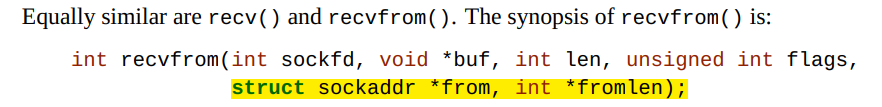 Equally similar are recv() and recvfrom(). The synopsis of recvfrom() is:
int recvfrom(int sockfd, void *buf, int len, unsigned int flags,
struct sockaddr *from, int *fromlen);